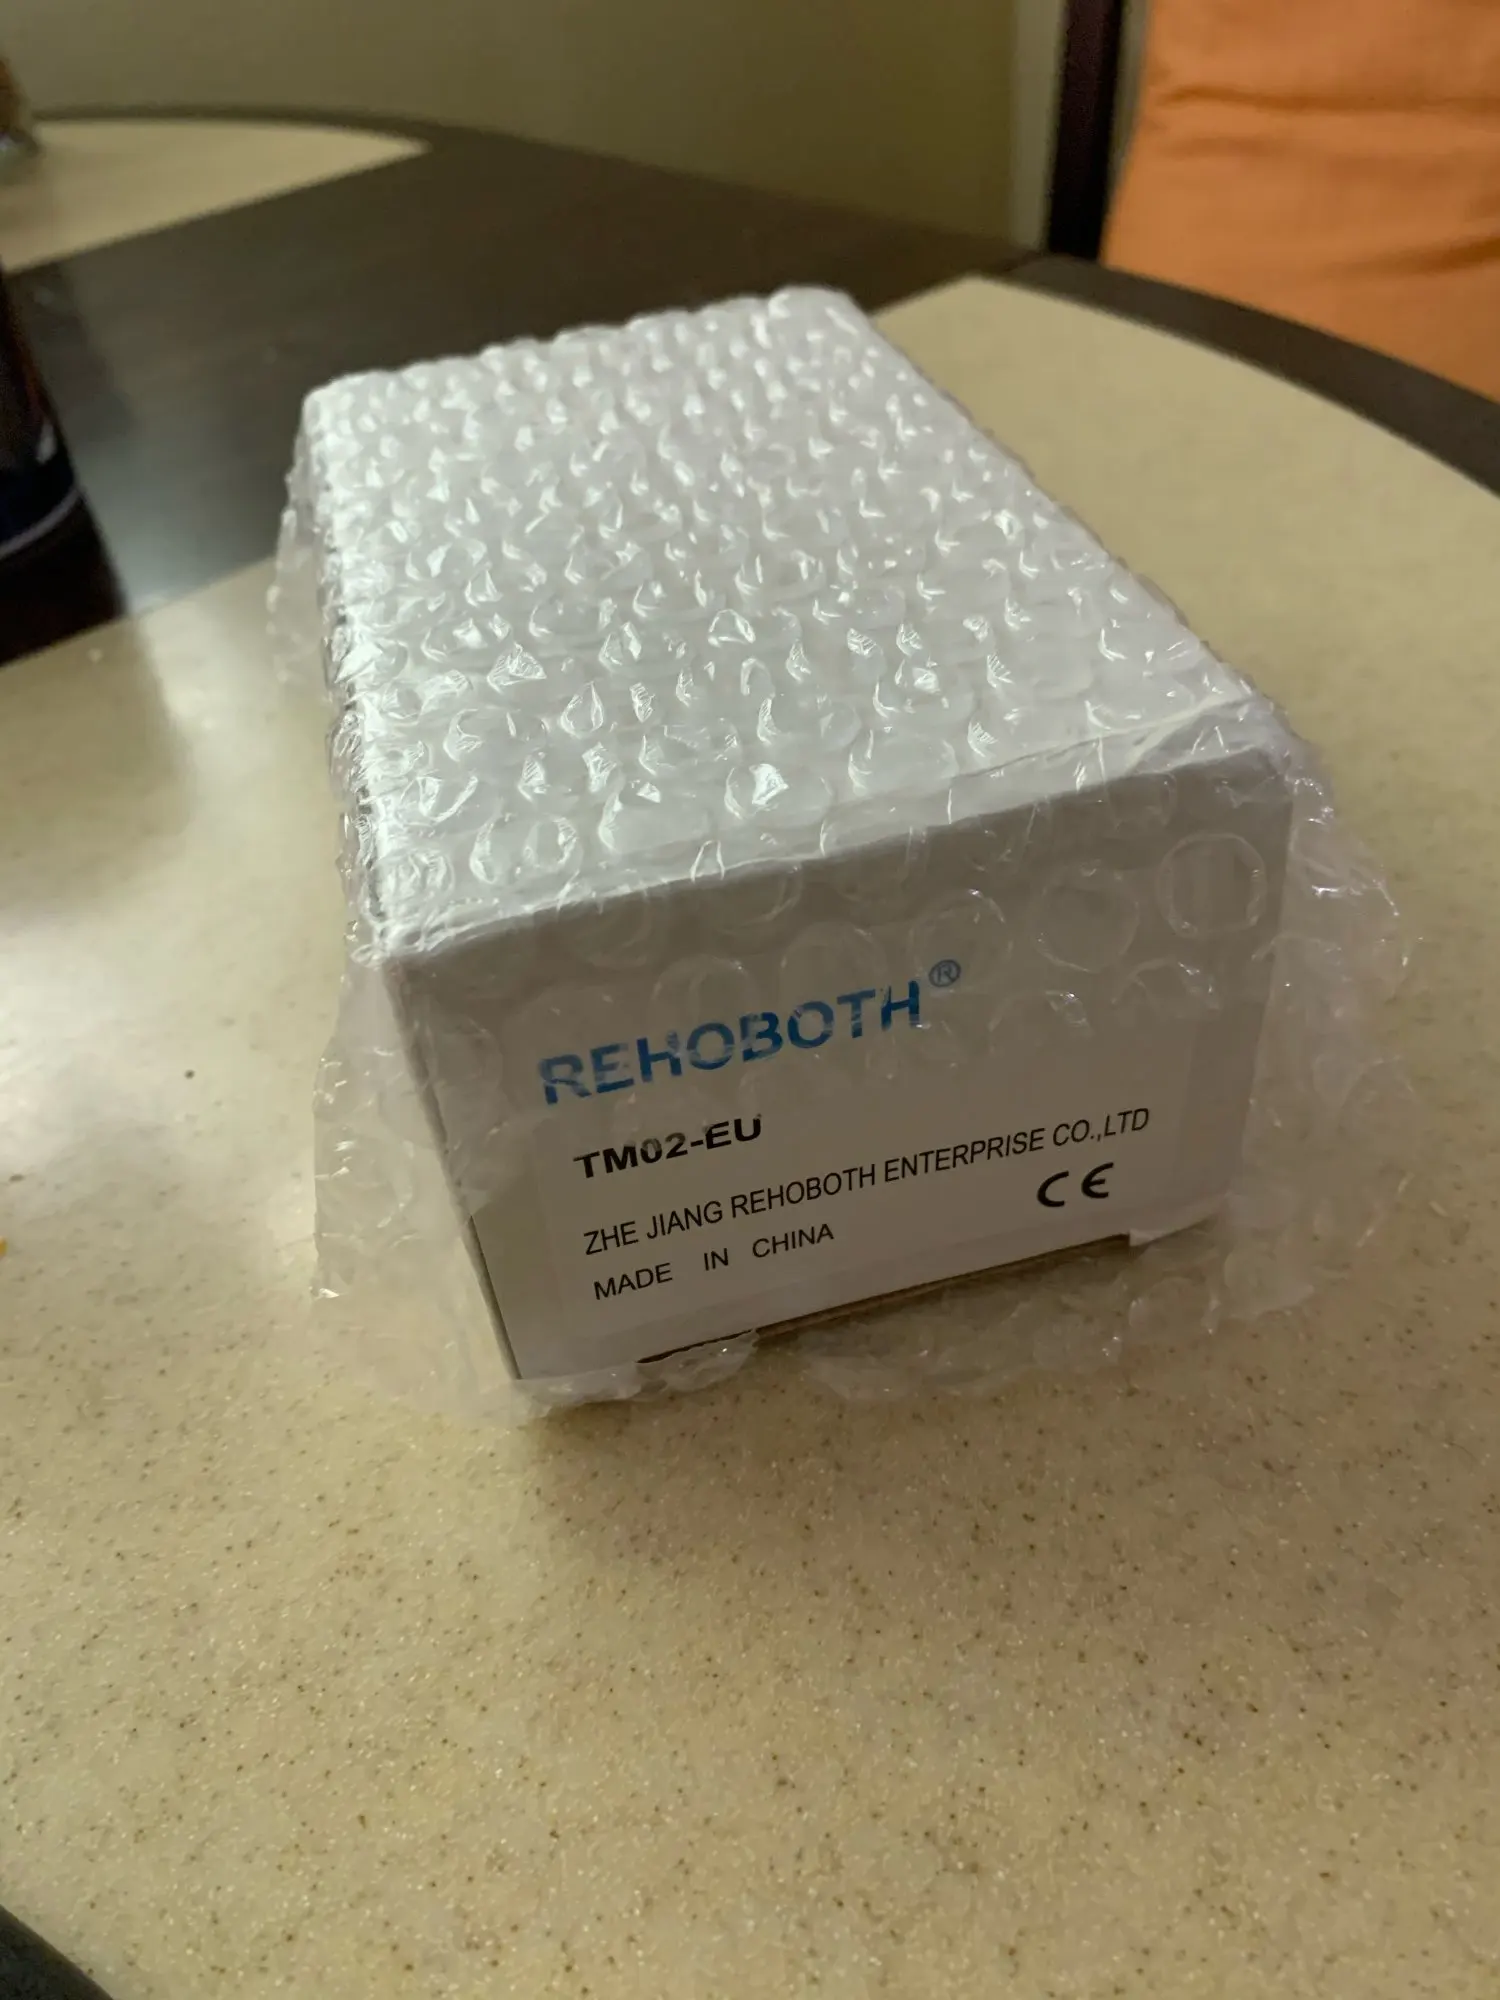 REHOBOTH®
TM02-EU
ZHE JIANG REHOBOTH ENTERPRISE CO.,LTD
MADE IN CHINA
CE